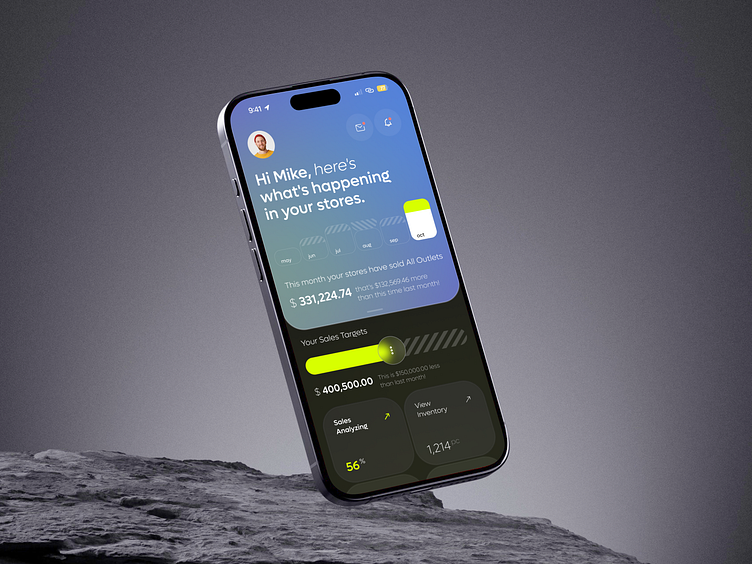 9:41
Hi Mike, here's
what's happening
in your stores.
may
jun
jul
aug
sep
oct
This month your stores have sold All Outlets
$ 331,224.74
that's $132,569.46 more
than this time last month!
Your Sales Targets
$ 400,500.00
This is $150,000.00 less
than last month!
Sales
Analyzing
56%
View
Inventory
1,214 pc